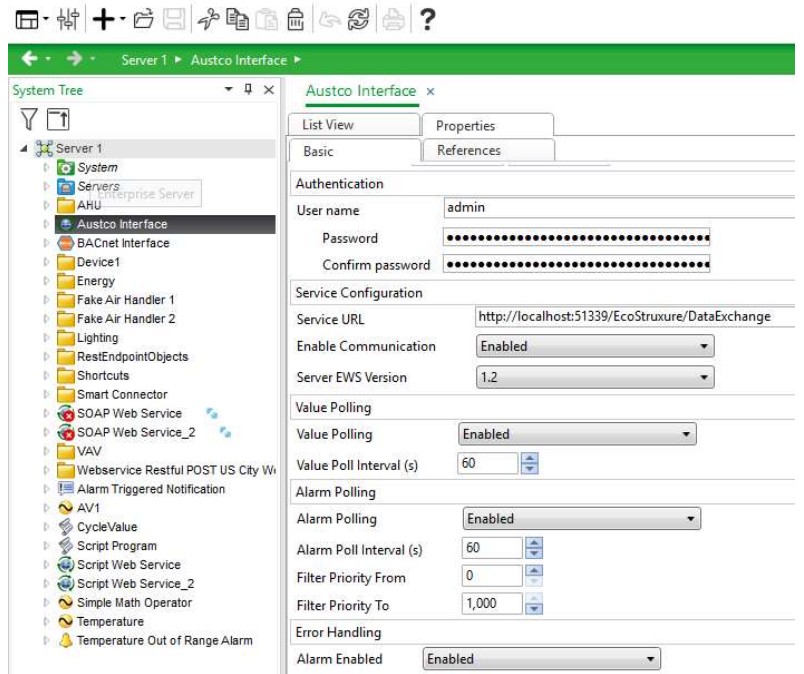 ?
Server 1 ▸ Austco Interface ▸
System Tree
Server 1
System
Servers
Enterprise Server
AHU
Austco Interface
BACnet Interface
Device1
Energy
Fake Air Handler 1
Fake Air Handler 2
Lighting
RestEndpointObjects
Shortcuts
Smart Connector
SOAP Web Service
SOAP Web Service_2
VAV
Webservice Restful POST US City We
Alarm Triggered Notification
AV1
CycleValue
Script Program
Script Web Service
Script Web Service_2
Simple Math Operator
Temperature
Temperature Out of Range Alarm
Austco Interface ×
List View Properties
Basic References
Authentication
User name admin
Password ••••••••••••••••••••••••••••••••••
Confirm password ••••••••••••••••••••••••••••••••••
Service Configuration
Service URL http://localhost:51339/EcoStruxure/DataExchange
Enable Communication Enabled
Server EWS Version 1.2
Value Polling
Value Polling Enabled
Value Poll Interval (s) 60
Alarm Polling
Alarm Polling Enabled
Alarm Poll Interval (s) 60
Filter Priority From 0
Filter Priority To 1,000
Error Handling
Alarm Enabled Enabled